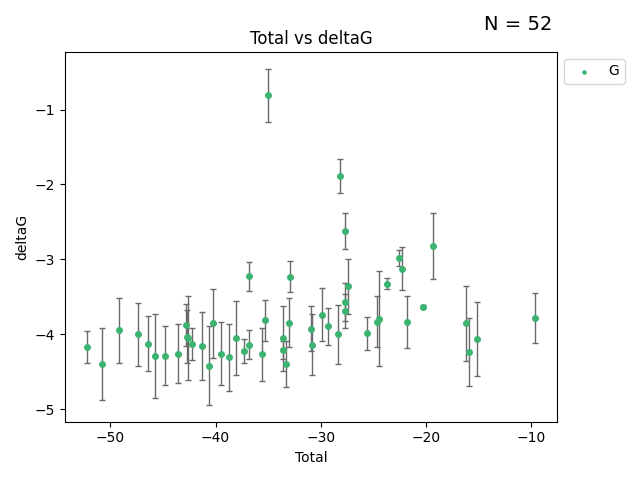 N = 52
Total vs deltaG
G
−1
−2
−3
−4
−5
deltaG
−50
−40
−30
−20
−10
Total